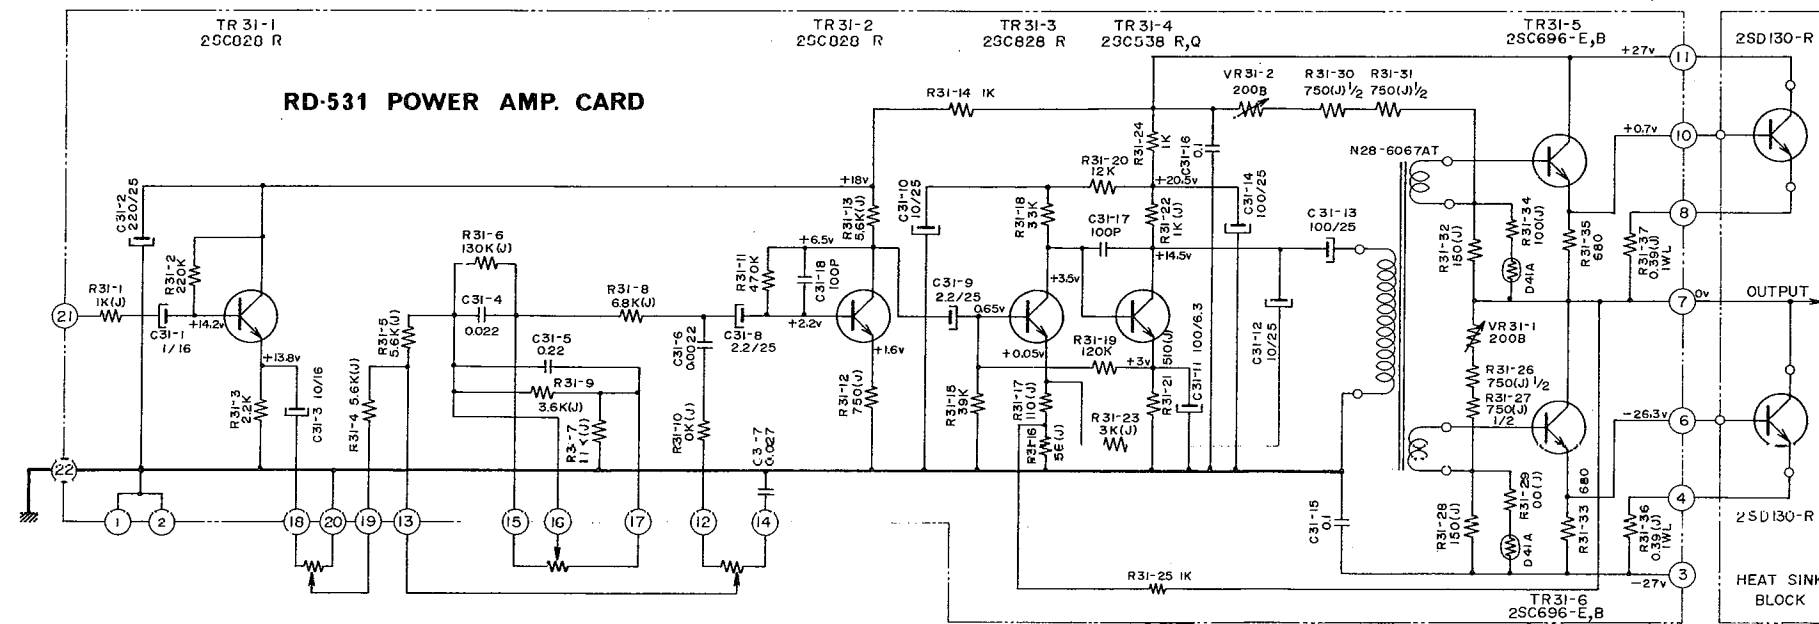 TR31-1
2SC828 R
TR31-2
2SC828 R
TR31-3
2SC828 R
TR31-4
2SC538 R,Q
TR31-5
2SC696-E,B
2SD130-R
RD-531 POWER AMP. CARD
+27v
11
R31-14 1K
VR31-2
200B
R31-30
750(J)½
R31-31
750(J)½
R31-24
1K
C31-16
0.1
+0.7v
10
N28-6067AT
R31-20
12K
+18v
+20.5v
C31-2
220/25
C31-10
10/25
R31-13
5.6K(J)
R31-18
33K
R31-22
1K(J)
C31-14
100/25
C31-17
100P
C31-13
100/25
R31-34
100(J)
8
R31-6
130K(J)
+6.5v
R31-2
220K
R31-11
470K
C31-18
100P
+14.5v
R31-32
150(J)
D41A
R31-35
680
R31-37
0.39(J)
1WL
+3.5v
R31-1
1K(J)
R31-8
6.8K(J)
C31-9
2.2/25
0.65v
7
0v
OUTPUT
21
C31-1
1/16
+14.2v
C31-4
0.022
R31-5
5.6K(J)
C31-6
0.0022
C31-8
2.2/25
+2.2v
VR31-1
200B
C31-5
0.22
R31-19
120K
+13.8v
+1.6v
+0.05v
+3v
C31-12
10/25
R31-9
3.6K(J)
R31-26
750(J) 1/2
R31-27
750(J)
1/2
R31-3
2.2K
C31-3 10/16
R31-4 5.6K(J)
R31-12
750(J)
R31-15
39K
R31-17
110(J)
R31-21 510(J)
C31-11 100/6.3
R31-23
3K(J)
-26.3v
6
R31-7
R31-10
C31-7
0.027
R31-16
22
R31-29
680
4
C31-15
0.1
R31-28
150(J)
D41A
R31-33
R31-36
0.39(J)
1WL
2SD130-R
1
2
18
20
19
13
15
16
17
12
14
R31-25 1K
3
-27v
HEAT SINK
BLOCK
TR31-6
2SC696-E,B